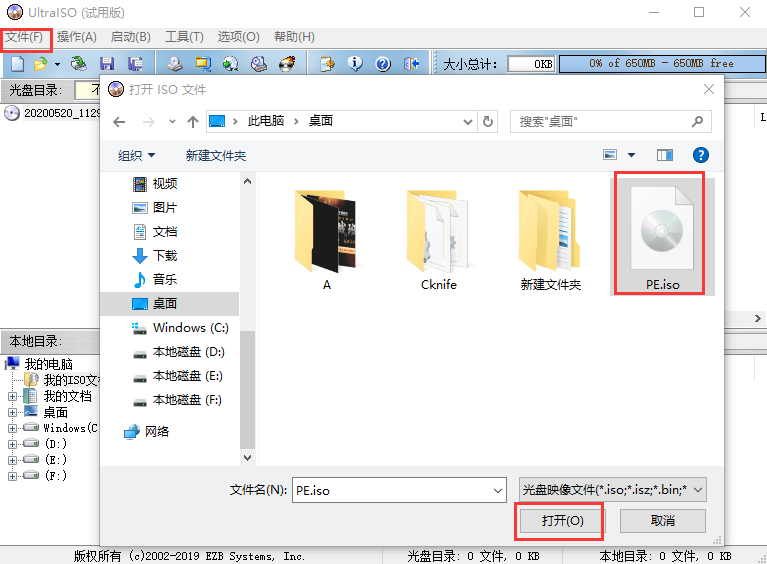 UltraISO (试用版)
文件(F) 操作(A) 启动(B) 工具(T) 选项(O) 帮助(H)
大小总计: 0KB 0% of 650MB - 650MB free
光盘目录: 不
20200520_1129
打开 ISO 文件
此电脑 > 桌面
搜索"桌面"
组织 新建文件夹
视频
图片
文档
下载
音乐
桌面
Windows (C:)
本地磁盘 (D:)
本地磁盘 (E:)
本地磁盘 (F:)
网络
A
Cknife
新建文件夹
PE.iso
本地目录:
我的电脑
我的ISO文
我的文档
桌面
Windows(C
(D:)
(E:)
(F:)
文件名(N): PE.iso 光盘映像文件(*.iso;*.isz;*.bin;*
打开(O) 取消
版权所有 (c)2002-2019 EZB Systems, Inc. 光盘目录: 0 文件, 0 KB 本地目录: 0 文件, 0 KB